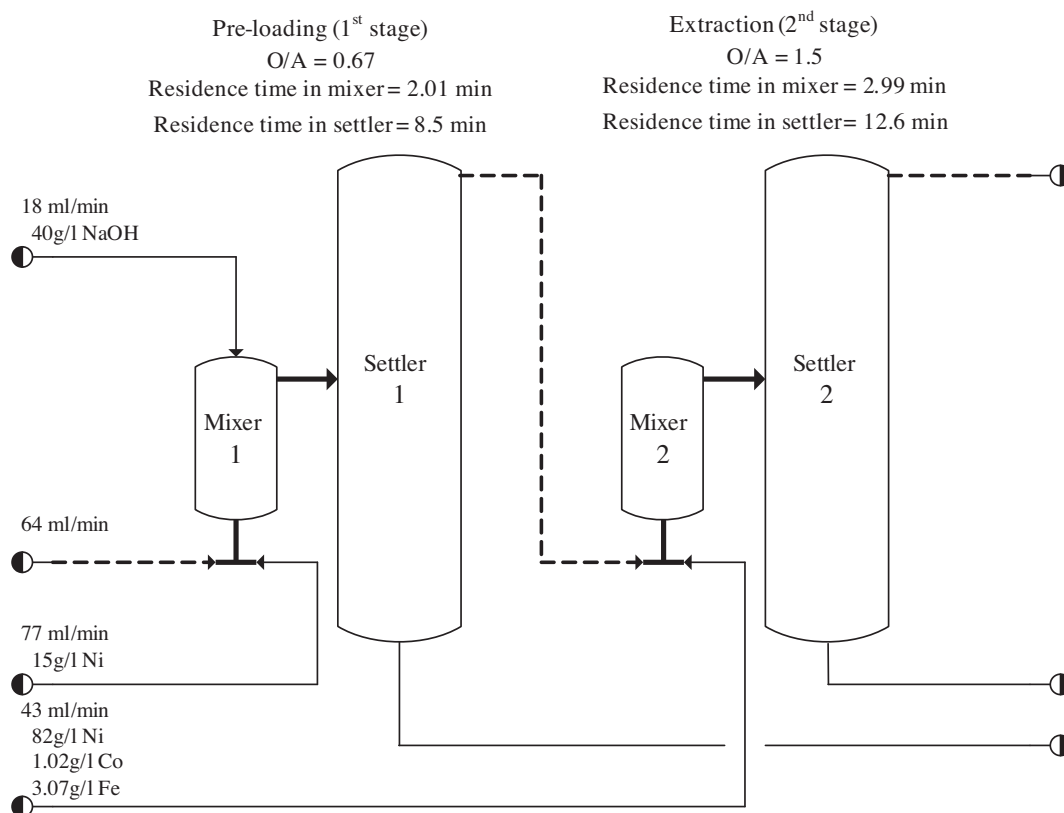 Pre-loading (1st stage)
O/A = 0.67
Residence time in mixer = 2.01 min
Residence time in settler = 8.5 min
Extraction (2nd stage)
O/A = 1.5
Residence time in mixer = 2.99 min
Residence time in settler = 12.6 min
18 ml/min
40g/l NaOH
Mixer
1
Settler
1
Mixer
2
Settler
2
64 ml/min
77 ml/min
15g/l Ni
43 ml/min
82g/l Ni
1.02g/l Co
3.07g/l Fe